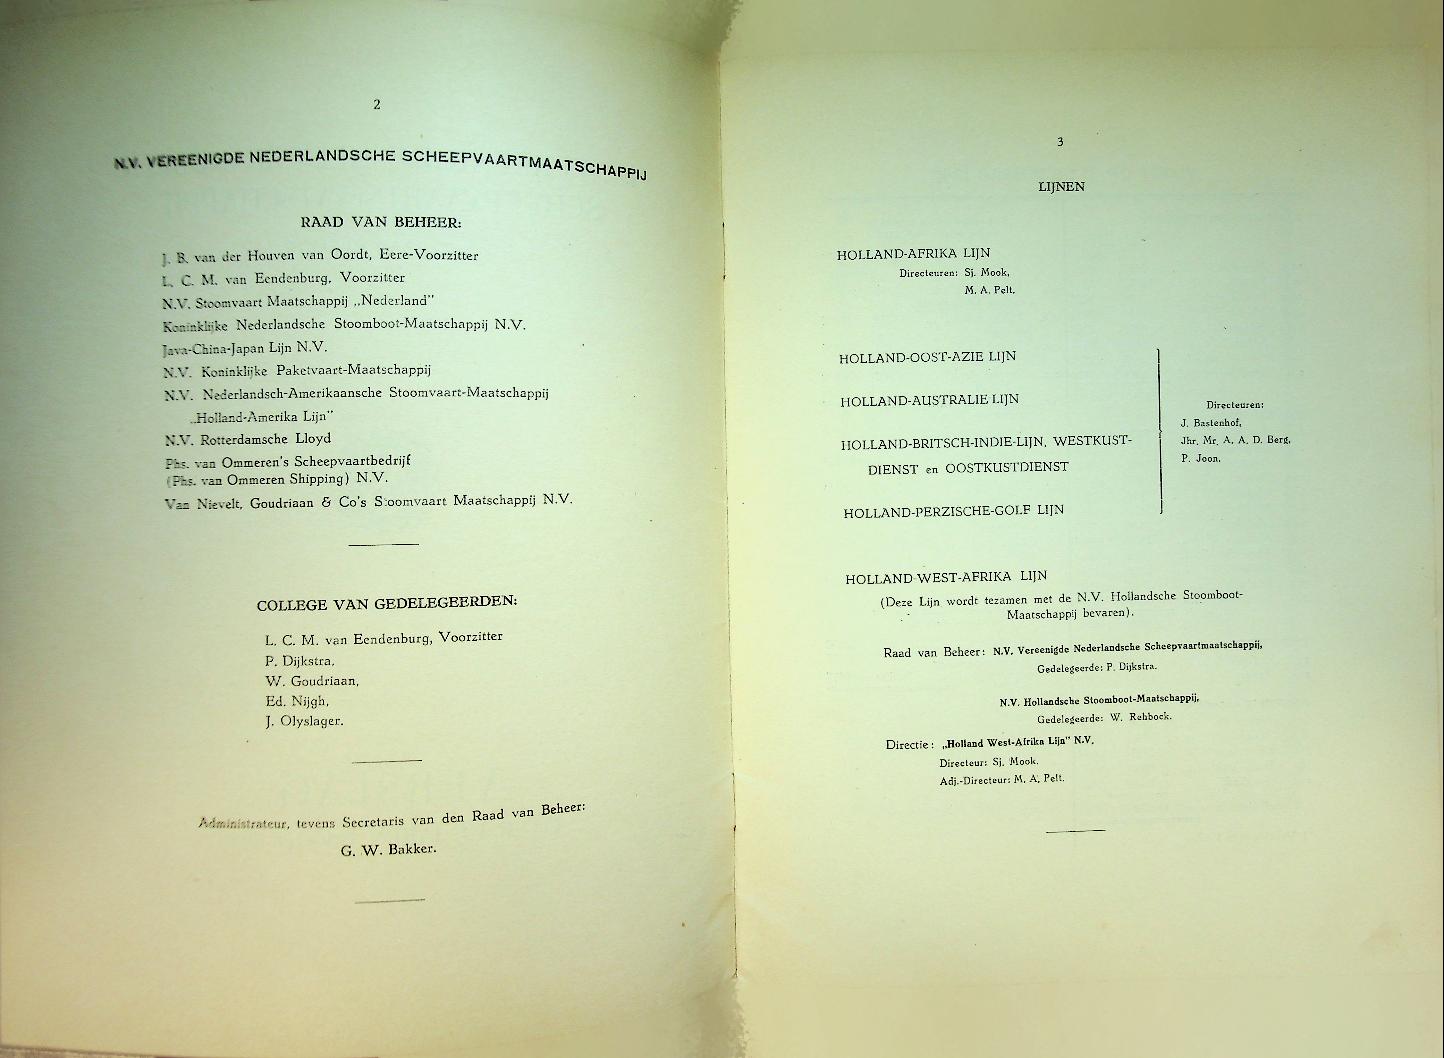 2
N.V. VEREENIGDE NEDERLANDSCHE SCHEEPVAARTMAATSCHAPPIJ
RAAD VAN BEHEER:
J. B. van der Houven van Oordt, Eere-Voorzitter
L. C. M. van Eendenburg, Voorzitter
N.V. Stoomvaart Maatschappij „Nederland”
Koninklijke Nederlandsche Stoomboot-Maatschappij N.V.
Java-China-Japan Lijn N.V.
N.V. Koninklijke Paketvaart-Maatschappij
N.V. Nederlandsch-Amerikaansche Stoomvaart-Maatschappij
„Holland-Amerika Lijn”
N.V. Rotterdamsche Lloyd
Phs. van Ommeren's Scheepvaartbedrijf
(Phs. van Ommeren Shipping) N.V.
Van Nievelt, Goudriaan & Co's Stoomvaart Maatschappij N.V.
COLLEGE VAN GEDELEGEERDEN:
L. C. M. van Eendenburg, Voorzitter
P. Dijkstra,
W. Goudriaan,
Ed. Nijgh,
J. Olyslager.
Administrateur, tevens Secretaris van den Raad van Beheer:
G. W. Bakker.
3
LIJNEN
HOLLAND-AFRIKA LIJN
Directeuren: Sj. Mook,
M. A. Pelt.
HOLLAND-OOST-AZIE LIJN
HOLLAND-AUSTRALIE LIJN
HOLLAND-BRITSCH-INDIE-LIJN, WESTKUST-
DIENST en OOSTKUSTDIENST
HOLLAND-PERZISCHE-GOLF LIJN
Directeuren:
J. Bastenhof,
Jhr. Mr. A. A. D. Berg,
P. Joon.
HOLLAND-WEST-AFRIKA LIJN
(Deze Lijn wordt tezamen met de N.V. Hollandsche Stoomboot-
Maatschappij bevaren).
Raad van Beheer: N.V. Vereenigde Nederlandsche Scheepvaartmaatschappij,
Gedelegeerde: P. Dijkstra.
N.V. Hollandsche Stoomboot-Maatschappij,
Gedelegeerde: W. Rehbock.
Directie: „Holland West-Afrika Lijn” N.V.
Directeur: Sj. Mook.
Adj.-Directeur: M. A. Pelt.